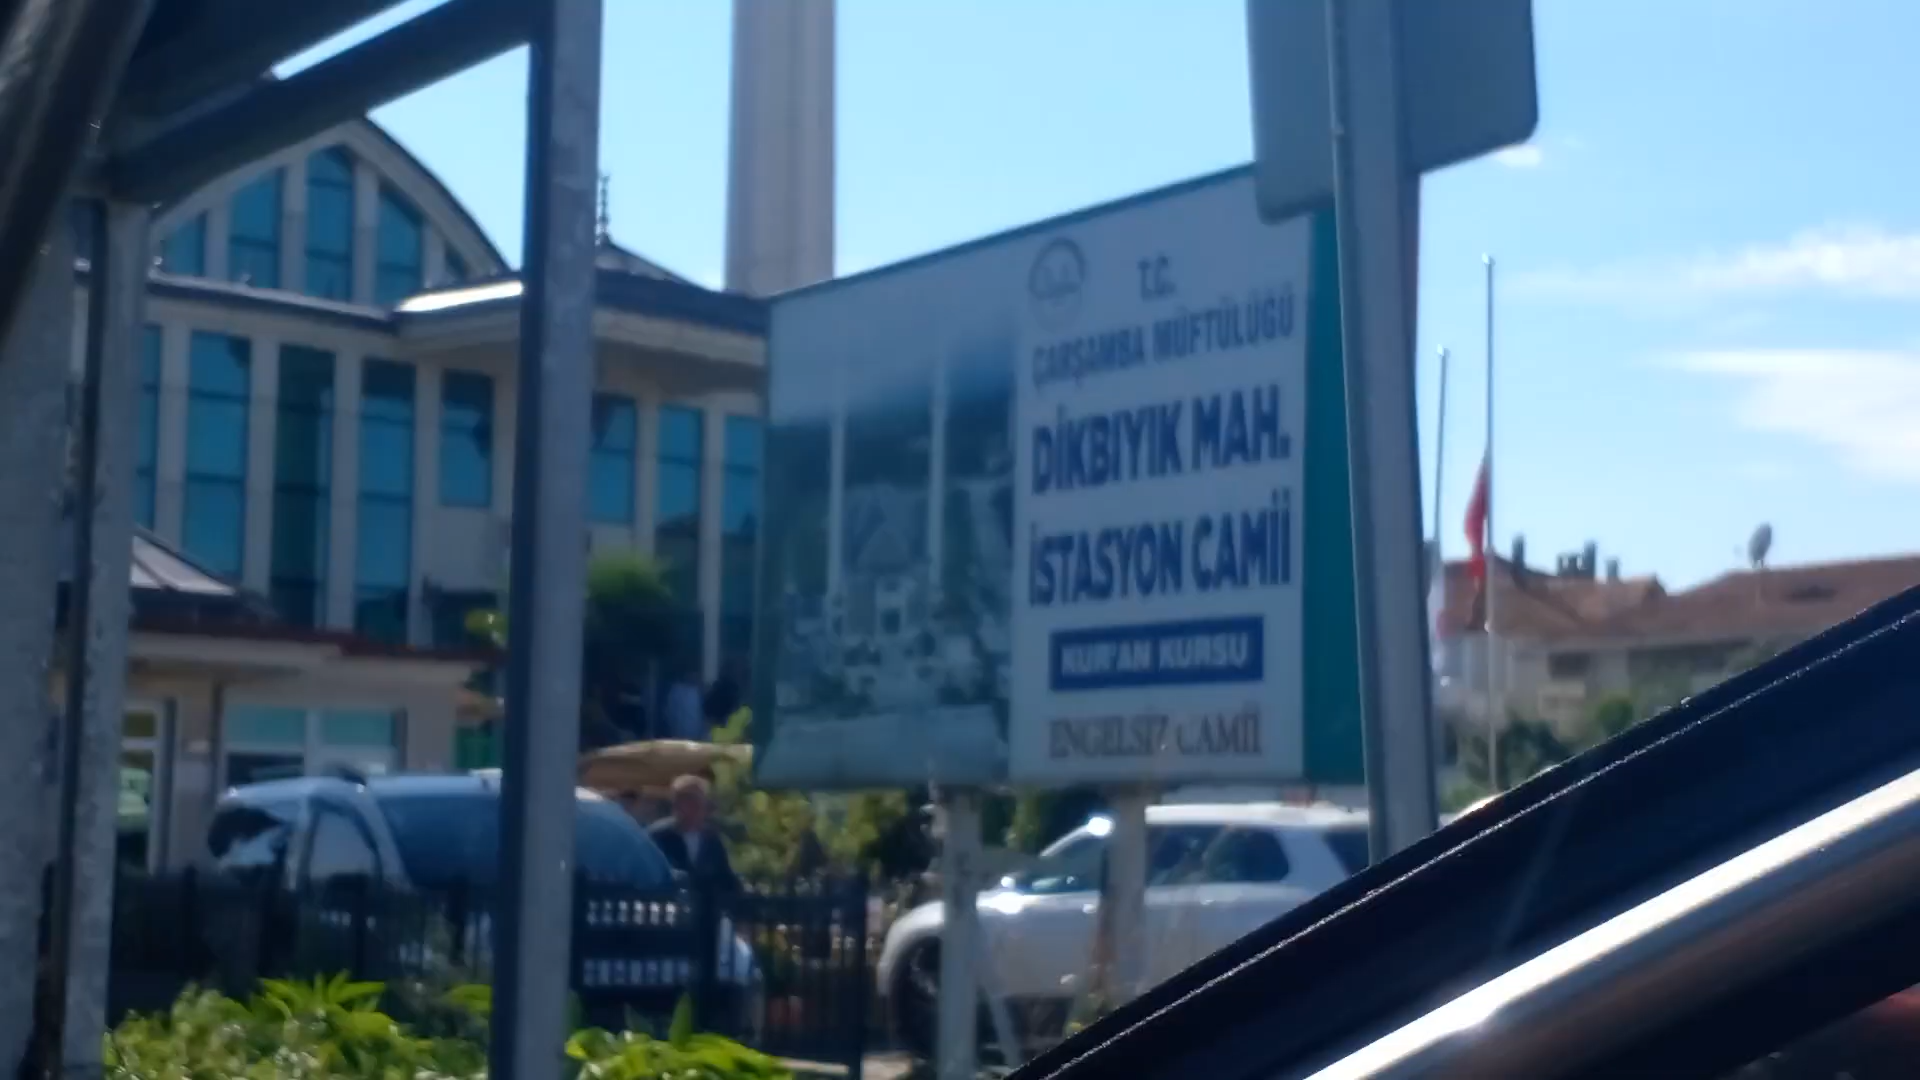 T.C.
ÇARŞAMBA MÜFTÜLÜĞÜ
DİKBIYIK MAH.
İSTASYON CAMİİ
KUR'AN KURSU
ENGELSİZ CAMİİ